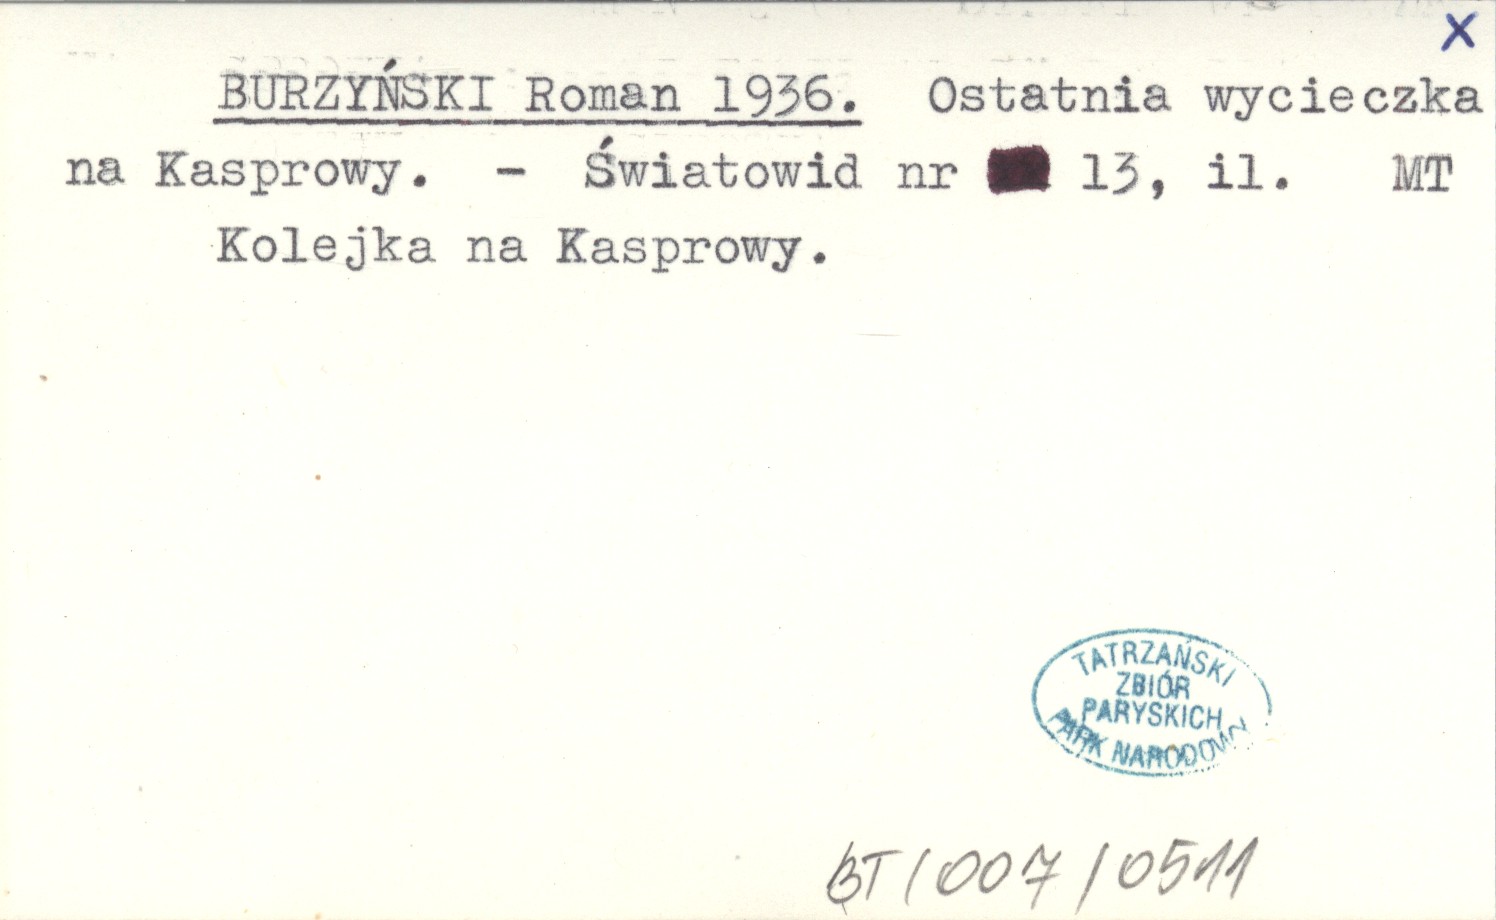 x
BURZYŃSKI Roman 1936. Ostatnia wycieczka
na Kasprowy. - Światowid nr 13, il. MT
Kolejka na Kasprowy.
TATRZAŃSKI
ZBIÓR
PARYSKICH
PARK NARODOWY
BT/007/0511